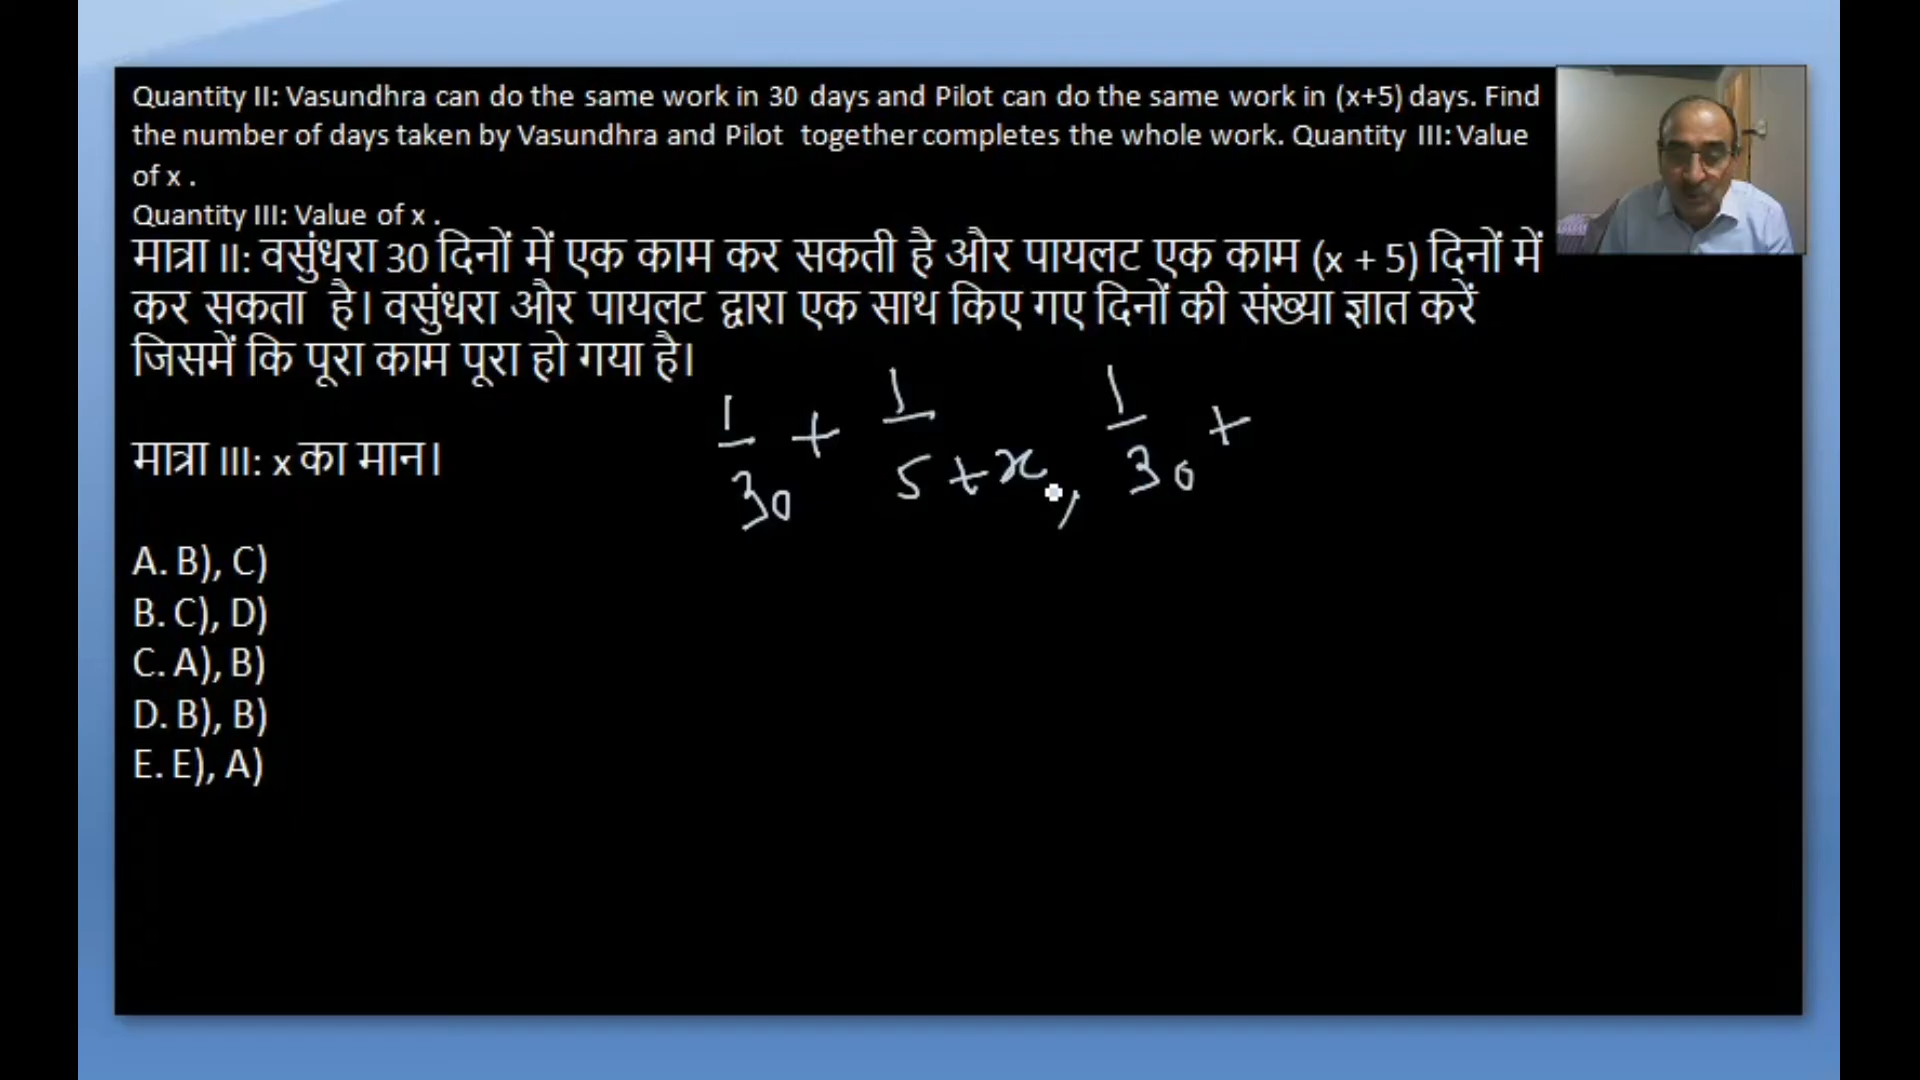 Quantity II: Vasundhra can do the same work in 30 days and Pilot can do the same work in (x+5) days. Find
the number of days taken by Vasundhra and Pilot together completes the whole work. Quantity III: Value
of x .
Quantity III: Value of x .
मात्रा II: वसुंधरा 30 दिनों में एक काम कर सकती है और पायलट एक काम (x + 5) दिनों में
कर सकता है। वसुंधरा और पायलट द्वारा एक साथ किए गए दिनों की संख्या ज्ञात करें
जिसमें कि पूरा काम पूरा हो गया है।
1/30 + 1/5+x, 1/30 +
मात्रा III: x का मान।
A. B), C)
B. C), D)
C. A), B)
D. B), B)
E. E), A)